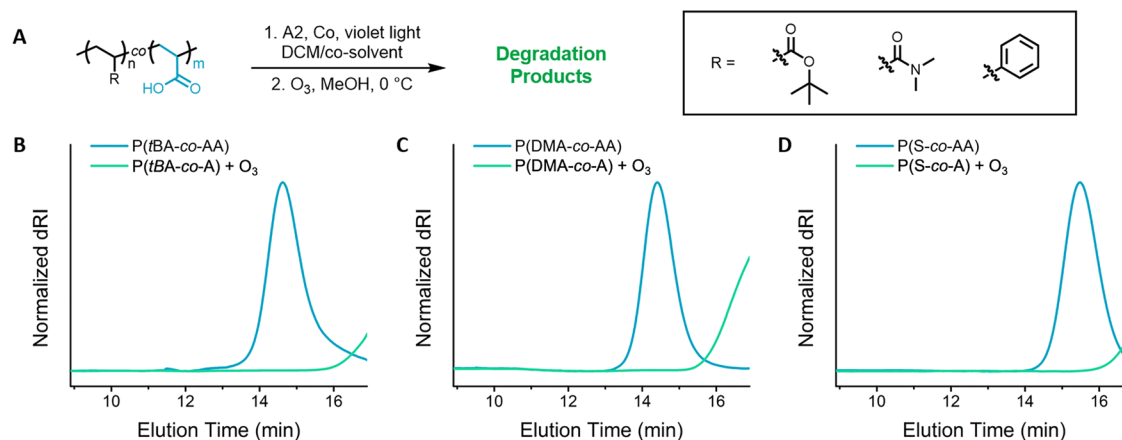 A
n
co
m
R
HO
O
1. A2, Co, violet light
DCM/co-solvent
2. O₃, MeOH, 0 °C
Degradation
Products
R =
O
O
O
N
B
P(tBA-co-AA)
P(tBA-co-A) + O₃
Normalized dRI
10 12 14 16
Elution Time (min)
C
P(DMA-co-AA)
P(DMA-co-A) + O₃
Normalized dRI
10 12 14 16
Elution Time (min)
D
P(S-co-AA)
P(S-co-A) + O₃
Normalized dRI
10 12 14 16
Elution Time (min)